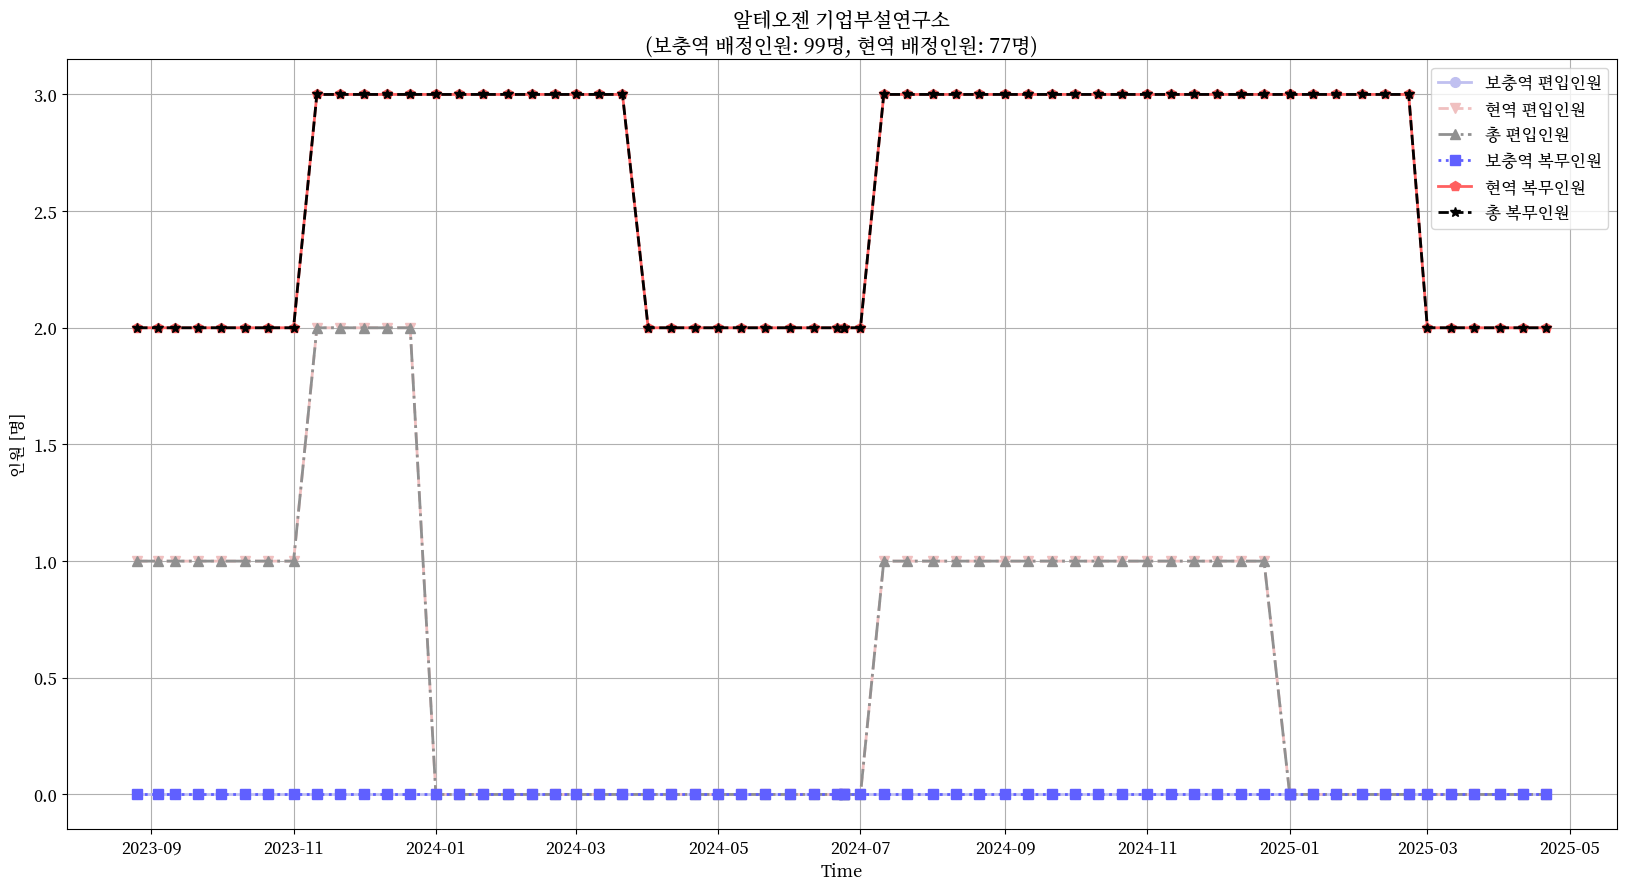 알테오젠 기업부설연구소
(보충역 배정인원: 99명, 현역 배정인원: 77명)
보충역 편입인원
현역 편입인원
총 편입인원
보충역 복무인원
현역 복무인원
총 복무인원
인원 [명]
3.0
2.5
2.0
1.5
1.0
0.5
0.0
2023-09 2023-11 2024-01 2024-03 2024-05 2024-07 2024-09 2024-11 2025-01 2025-03 2025-05
Time